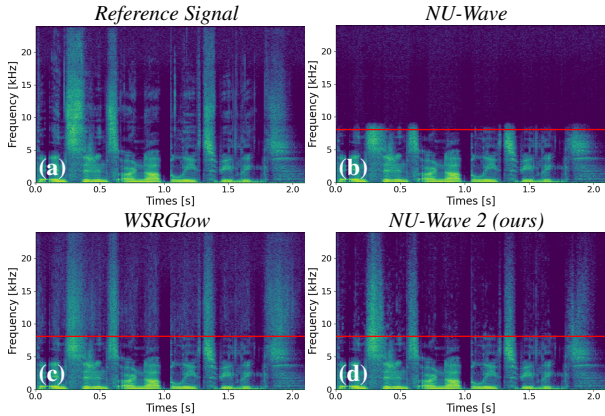 Reference Signal
NU-Wave
Frequency [kHz]
20
15
10
5
0
(a)
0.0 0.5 1.0 1.5 2.0
Times [s]
Frequency [kHz]
20
15
10
5
0
(b)
0.0 0.5 1.0 1.5 2.0
Times [s]
WSRGlow
NU-Wave 2 (ours)
Frequency [kHz]
20
15
10
5
0
(c)
0.0 0.5 1.0 1.5 2.0
Times [s]
Frequency [kHz]
20
15
10
5
0
(d)
0.0 0.5 1.0 1.5 2.0
Times [s]